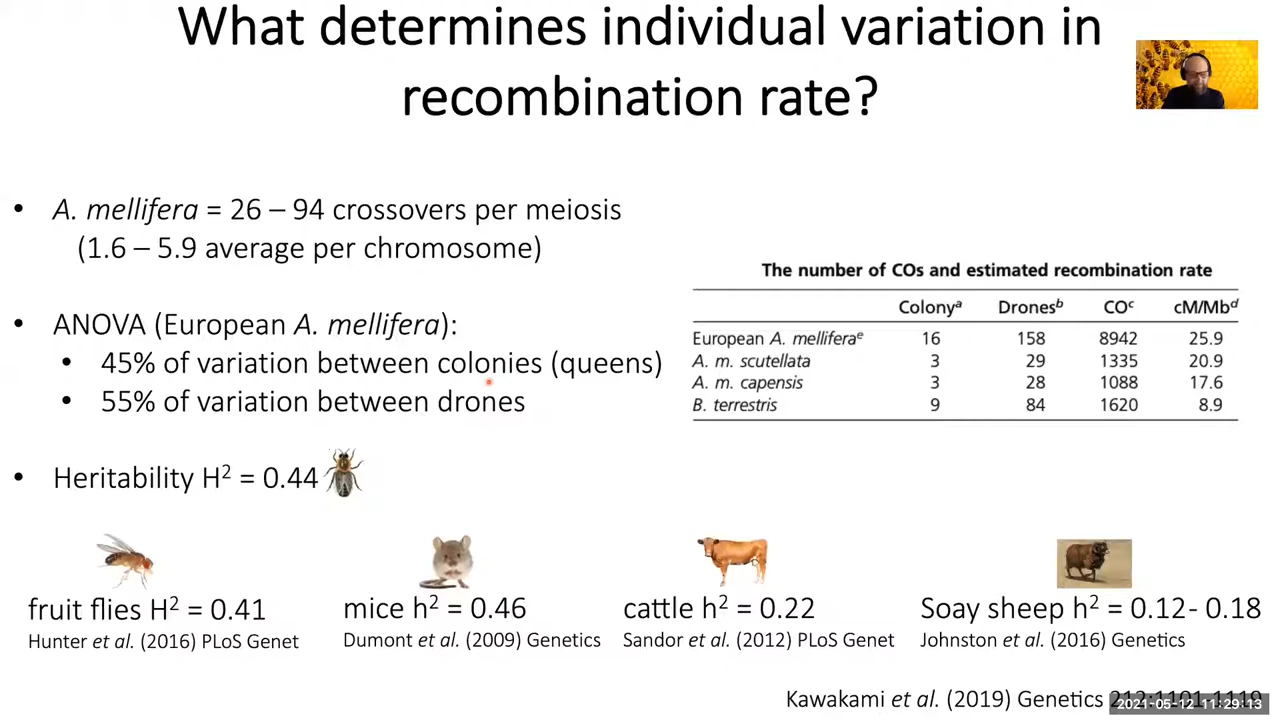 What determines individual variation in
recombination rate?
• A. mellifera = 26 – 94 crossovers per meiosis
(1.6 – 5.9 average per chromosome)
• ANOVA (European A. mellifera):
• 45% of variation between colonies (queens)
• 55% of variation between drones
• Heritability H² = 0.44
The number of COs and estimated recombination rate
Colonyᵃ Dronesᵇ COᶜ cM/Mbᵈ
European A. melliferaᵉ 16 158 8942 25.9
A. m. scutellata 3 29 1335 20.9
A. m. capensis 3 28 1088 17.6
B. terrestris 9 84 1620 8.9
fruit flies H² = 0.41
Hunter et al. (2016) PLoS Genet
mice h² = 0.46
Dumont et al. (2009) Genetics
cattle h² = 0.22
Sandor et al. (2012) PLoS Genet
Soay sheep h² = 0.12- 0.18
Johnston et al. (2016) Genetics
Kawakami et al. (2019) Genetics 212:1101-1119
2021-05-12 11:29:13